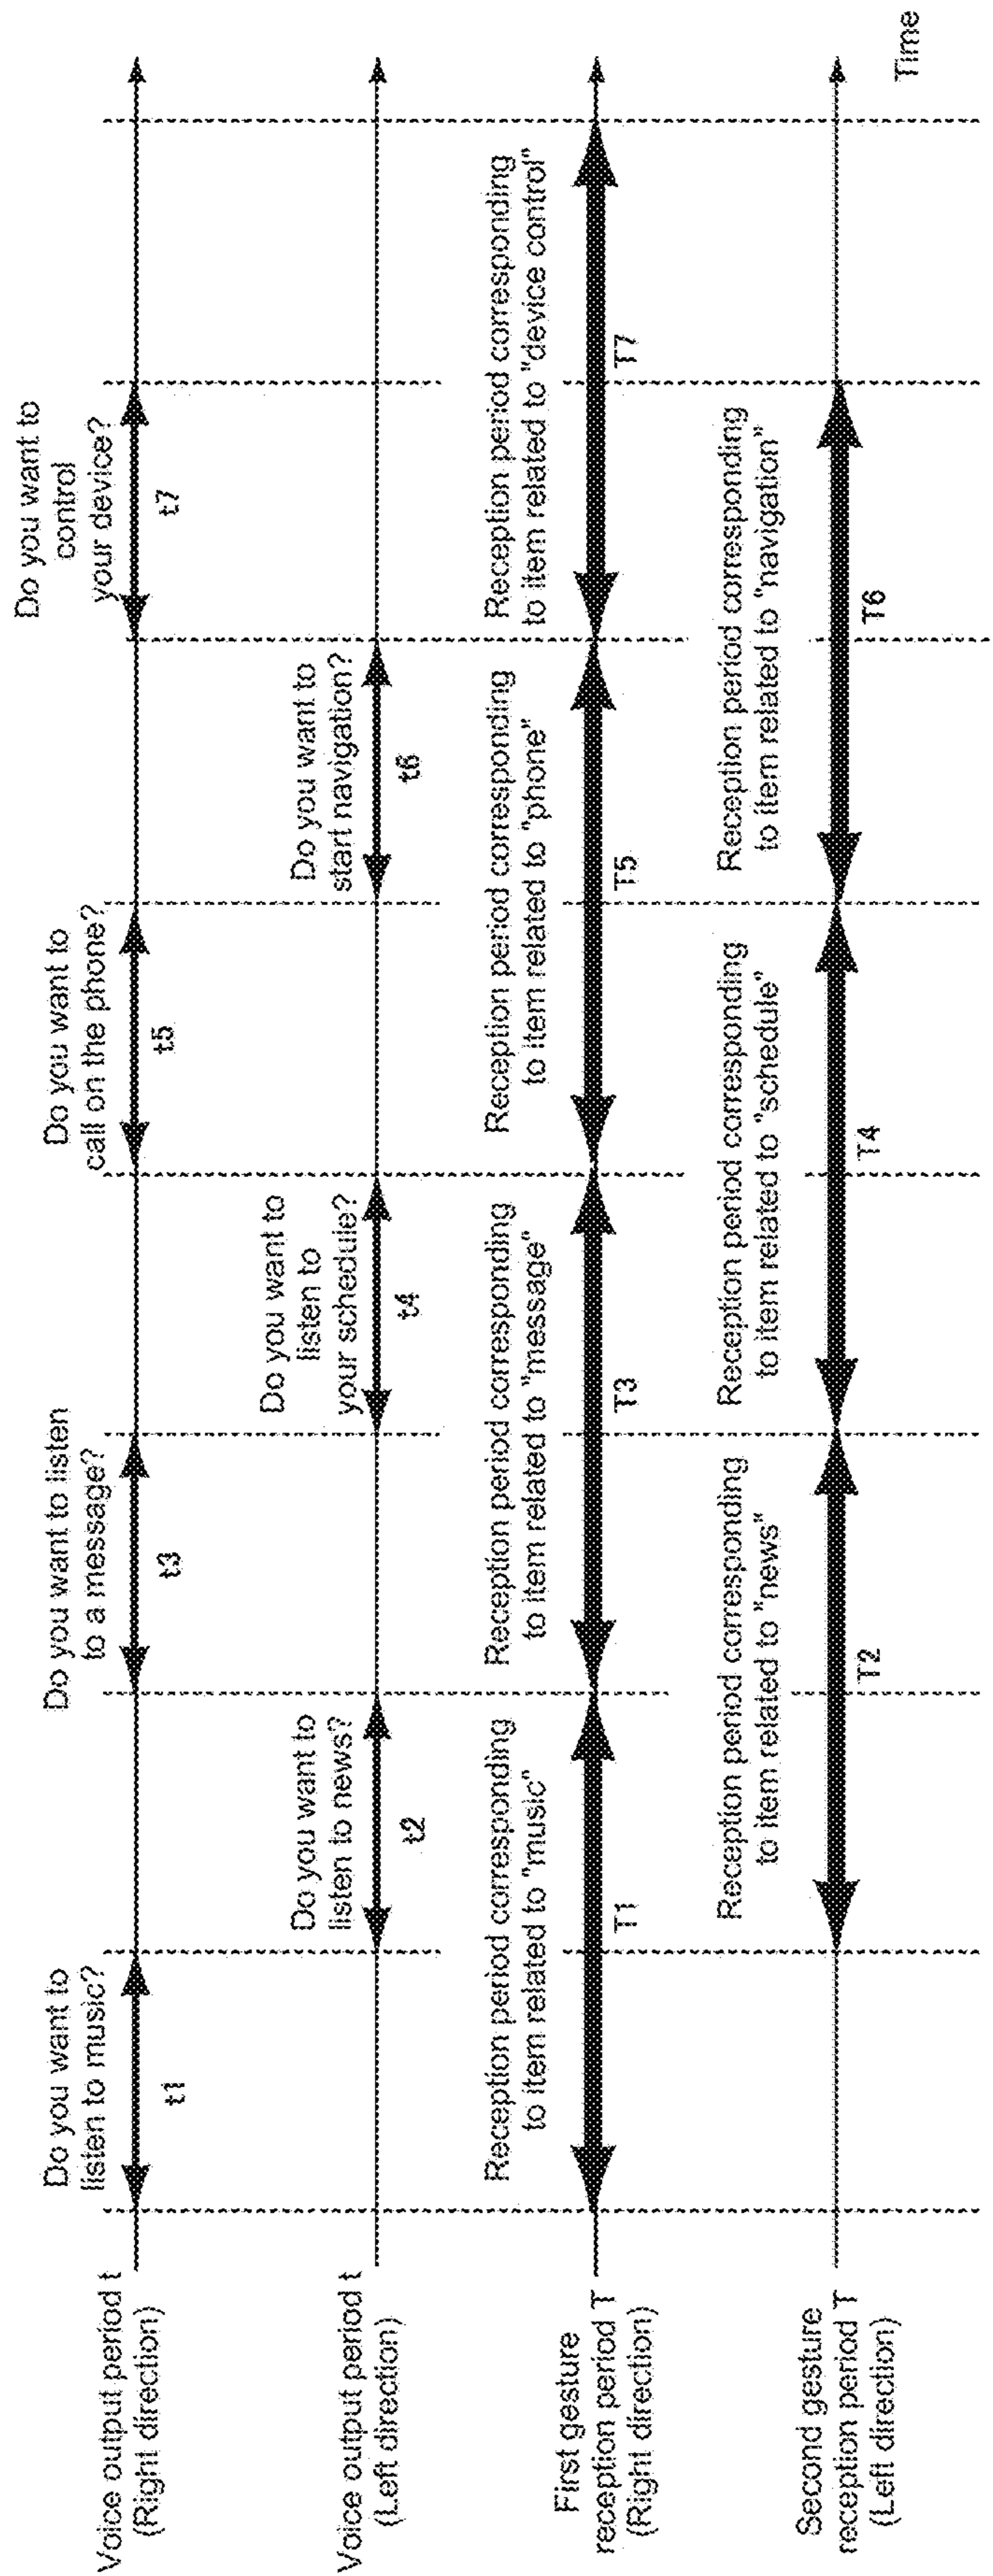 Voice output period t
(Right direction)
Do you want to
listen to music?
t1
Do you want to listen
to a message?
t3
Do you want to
call on the phone?
t5
Do you want to
control
your device?
t7
Voice output period t
(Left direction)
Do you want to
listen to news?
t2
Do you want to
listen to
your schedule?
t4
Do you want to
start navigation?
t6
First gesture
reception period T
(Right direction)
Reception period corresponding
to item related to "music"
T1
Reception period corresponding
to item related to "message"
T3
Reception period corresponding
to item related to "phone"
T5
Reception period corresponding
to item related to "device control"
T7
Second gesture
reception period T
(Left direction)
Reception period corresponding
to item related to "news"
T2
Reception period corresponding
to item related to "schedule"
T4
Reception period corresponding
to item related to "navigation"
T6
Time